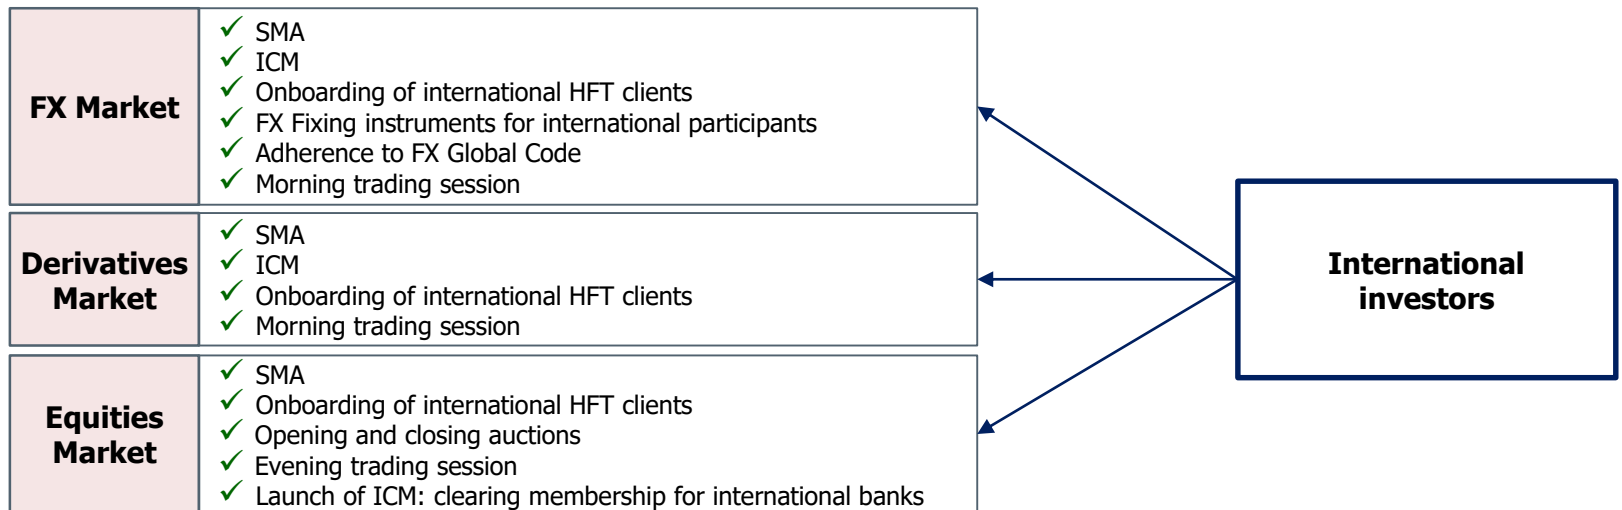 FX Market
SMA
ICM
Onboarding of international HFT clients
FX Fixing instruments for international participants
Adherence to FX Global Code
Morning trading session
Derivatives
Market
SMA
ICM
Onboarding of international HFT clients
Morning trading session
Equities
Market
SMA
Onboarding of international HFT clients
Opening and closing auctions
Evening trading session
Launch of ICM: clearing membership for international banks
International
investors